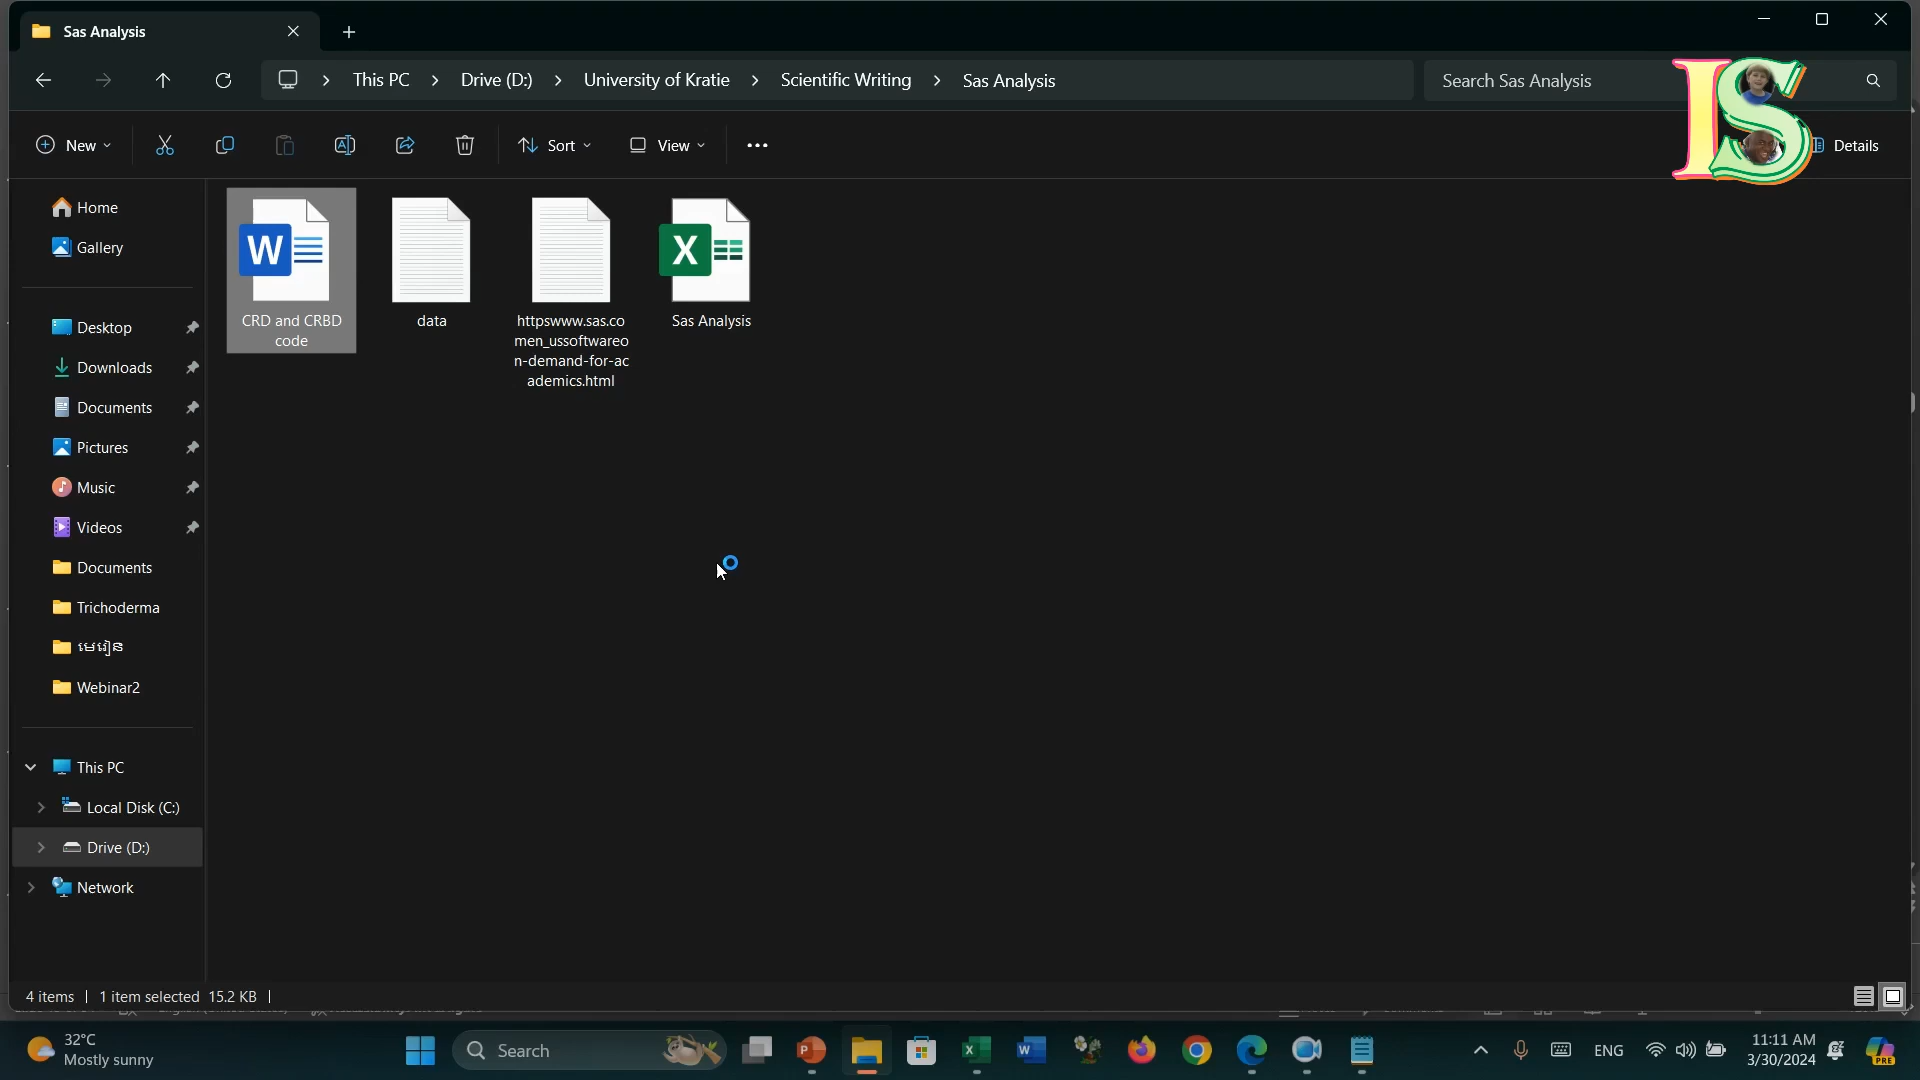 Sas Analysis
This PC
Drive (D:)
University of Kratie
Scientific Writing
Sas Analysis
Search Sas Analysis
New
Sort
View
Details
IS
Home
Gallery
Desktop
Downloads
Documents
Pictures
Music
Videos
Documents
Trichoderma
មេរៀន
Webinar2
This PC
Local Disk (C:)
Drive (D:)
Network
W
CRD and CRBD
code
data
httpswww.sas.co
men_ussoftwareo
n-demand-for-ac
ademics.html
X
Sas Analysis
4 items
1 item selected 15.2 KB
32°C
Mostly sunny
Search
ENG
11:11 AM
3/30/2024
PRE